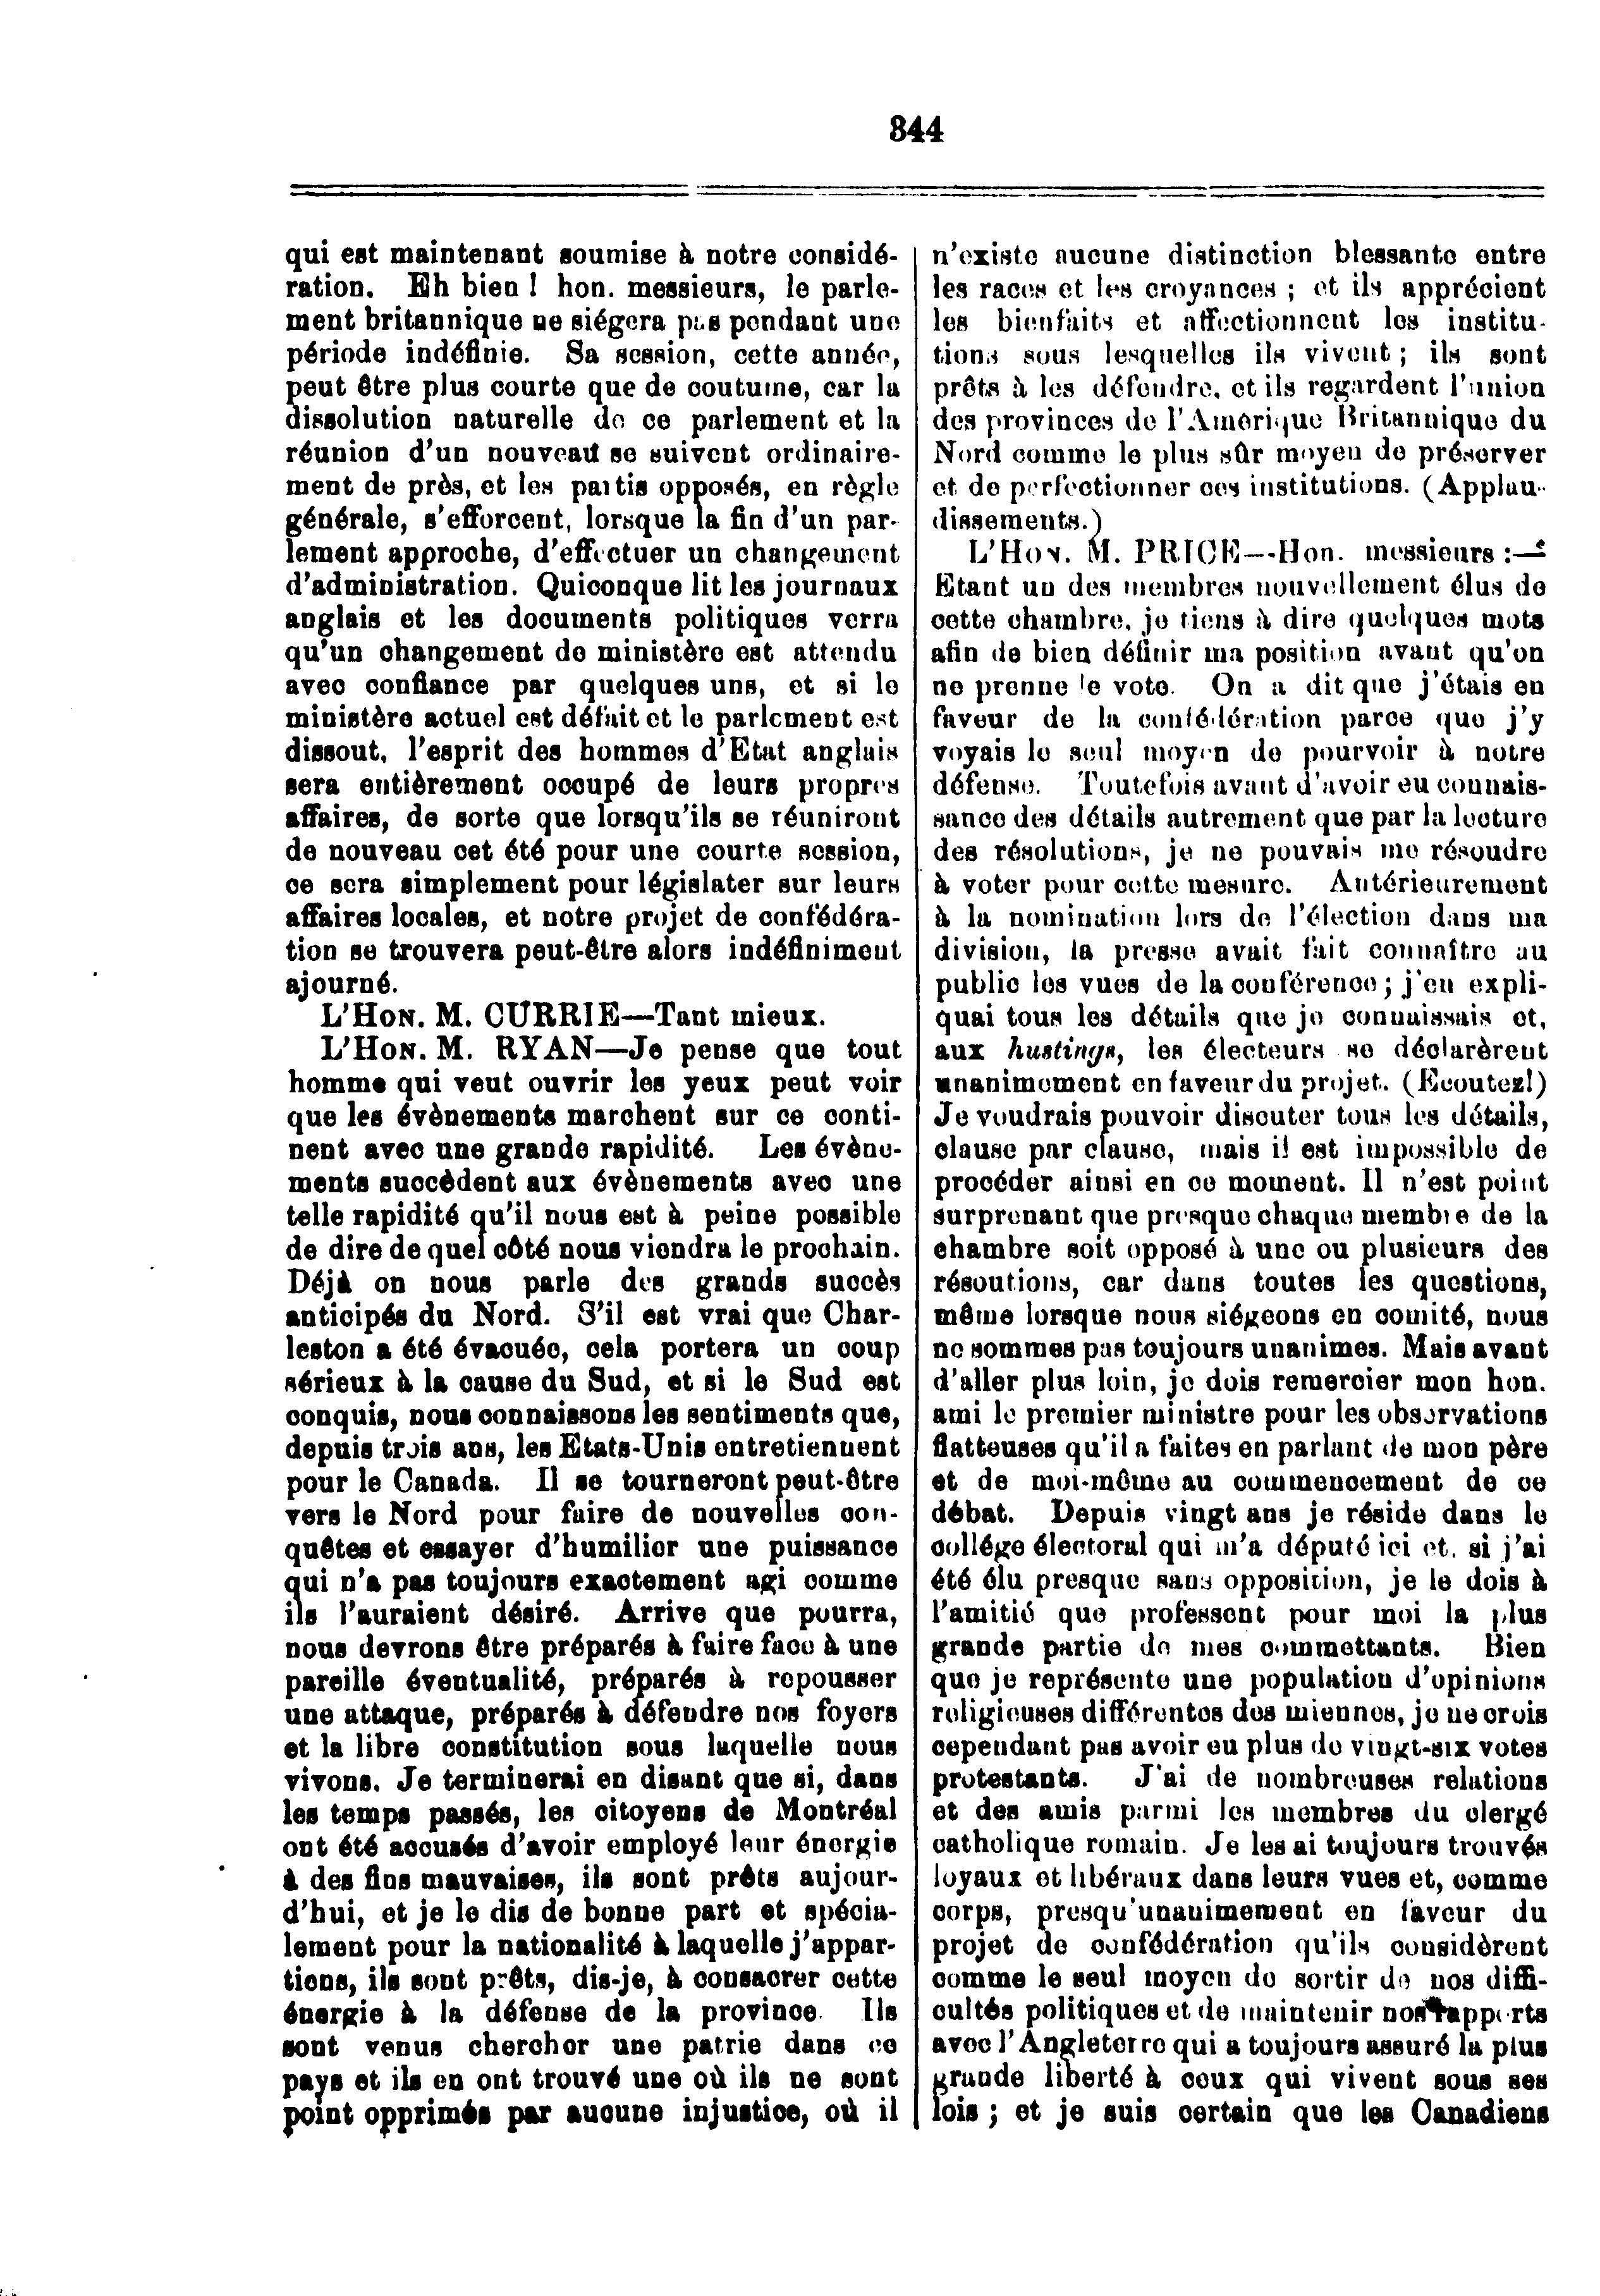 344
qui est maintenant soumise à notre considé-
ration. Eh bien ! hon. messieurs, le parle-
ment britannique ne siégera pas pendant une
période indéfinie. Sa session, cette année,
peut être plus courte que de coutume, car la
dissolution naturelle de ce parlement et la
réunion d'un nouveau se suivent ordinaire-
ment de près, et les partis opposés, en règle
générale, s'efforcent, lorsque la fin d'un par-
lement approche, d'effectuer un changement
d'administration. Quiconque lit les journaux
anglais et les documents politiques verra
qu'un changement de ministère est attendu
avec confiance par quelques uns, et si le
ministère actuel est défait et le parlement est
dissout, l'esprit des hommes d'Etat anglais
sera entièrement occupé de leurs propres
affaires, de sorte que lorsqu'ils se réuniront
de nouveau cet été pour une courte session,
ce sera simplement pour législater sur leurs
affaires locales, et notre projet de confédéra-
tion se trouvera peut-être alors indéfiniment
ajourné.
L'HON. M. CURRIE—Tant mieux.
L'HON. M. RYAN—Je pense que tout
homme qui veut ouvrir les yeux peut voir
que les évènements marchent sur ce conti-
nent avec une grande rapidité. Les évène-
ments succèdent aux évènements avec une
telle rapidité qu'il nous est à peine possible
de dire de quel côté nous viendra le prochain.
Déjà on nous parle des grands succès
anticipés du Nord. S'il est vrai que Char-
leston a été évacuée, cela portera un coup
sérieux à la cause du Sud, et si le Sud est
conquis, nous connaissons les sentiments que,
depuis trois ans, les Etats-Unis entretiennent
pour le Canada. Il se tourneront peut-être
vers le Nord pour faire de nouvelles con-
quêtes et essayer d'humilier une puissance
qui n'a pas toujours exactement agi comme
ils l'auraient désiré. Arrive que pourra,
nous devrons être préparés à faire face à une
pareille éventualité, préparés à repousser
une attaque, préparés à défendre nos foyers
et la libre constitution sous laquelle nous
vivons. Je terminerai en disant que si, dans
les temps passés, les citoyens de Montréal
ont été accusés d'avoir employé leur énergie
à des fins mauvaises, ils sont prêts aujour-
d'hui, et je le dis de bonne part et spécia-
lement pour la nationalité à laquelle j'appar-
tiens, ils sont prêts, dis-je, à consacrer cette
énergie à la défense de la province. Ils
sont venus chercher une patrie dans ce
pays et ils en ont trouvé une où ils ne sont
point opprimés par aucune injustice, où il
n'existe aucune distinction blessante entre
les races et les croyances ; et ils apprécient
les bienfaits et affectionnent les institu-
tions sous lesquelles ils vivent ; ils sont
prêts à les défendre, et ils regardent l'union
des provinces de l'Amérique Britannique du
Nord comme le plus sûr moyen de préserver
et de perfectionner ces institutions. (Applau-
dissements.)
L'HON. M. PRICE—Hon. messieurs :—
Etant un des membres nouvellement élus de
cette chambre, je tiens à dire quelques mots
afin de bien définir ma position avant qu'on
ne prenne le vote. On a dit que j'étais en
faveur de la confédération parce que j'y
voyais le seul moyen de pourvoir à notre
défense. Toutefois avant d'avoir eu connais-
sance des détails autrement que par la lecture
des résolutions, je ne pouvais me résoudre
à voter pour cette mesure. Antérieurement
à la nomination lors de l'élection dans ma
division, la presse avait fait connaître au
public les vues de la conférence ; j'en expli-
quai tous les détails que je connaissais et,
aux hustings, les électeurs se déclarèrent
unanimement en faveur du projet. (Ecoutez!)
Je voudrais pouvoir discuter tous les détails,
clause par clause, mais il est impossible de
procéder ainsi en ce moment. Il n'est point
surprenant que presque chaque membre de la
chambre soit opposé à une ou plusieurs des
résoutions, car dans toutes les questions,
même lorsque nous siégeons en comité, nous
ne sommes pas toujours unanimes. Mais avant
d'aller plus loin, je dois remercier mon hon.
ami le premier ministre pour les observations
flatteuses qu'il a faites en parlant de mon père
et de moi-même au commencement de ce
débat. Depuis vingt ans je réside dans le
collége électoral qui m'a député ici et, si j'ai
été élu presque sans opposition, je le dois à
l'amitié que professent pour moi la plus
grande partie de mes commettants. Bien
que je représente une population d'opinions
religieuses différentes des miennes, je ne crois
cependant pas avoir eu plus de vingt-six votes
protestants. J'ai de nombreuses relations
et des amis parmi les membres du clergé
catholique romain. Je les ai toujours trouvés
loyaux et libéraux dans leurs vues et, comme
corps, presqu'unanimement en faveur du
projet de confédération qu'ils considèrent
comme le seul moyen de sortir de nos diffi-
cultés politiques et de maintenir nos rapports
avec l'Angleterre qui a toujours assuré la plus
grande liberté à ceux qui vivent sous ses
lois ; et je suis certain que les Canadiens